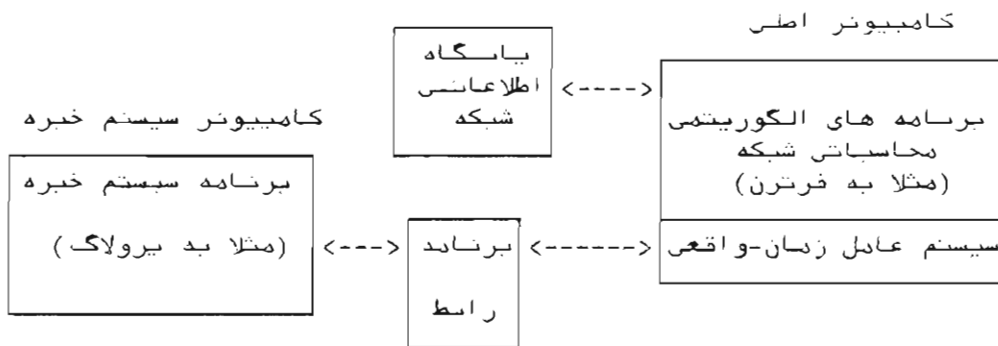 کامپیوتر اصلی
پایگاه
اطلاعاتی
شبکه
<---->
برنامه های الگوریتمی
محاسباتی شبکه
(مثلا به فرترن)
کامپیوتر سیستم خبره
برنامه سیستم خبره
(مثلا به پرولاگ)
<--->
برنامه
رابط
<------>
سیستم عامل زمان-واقعی